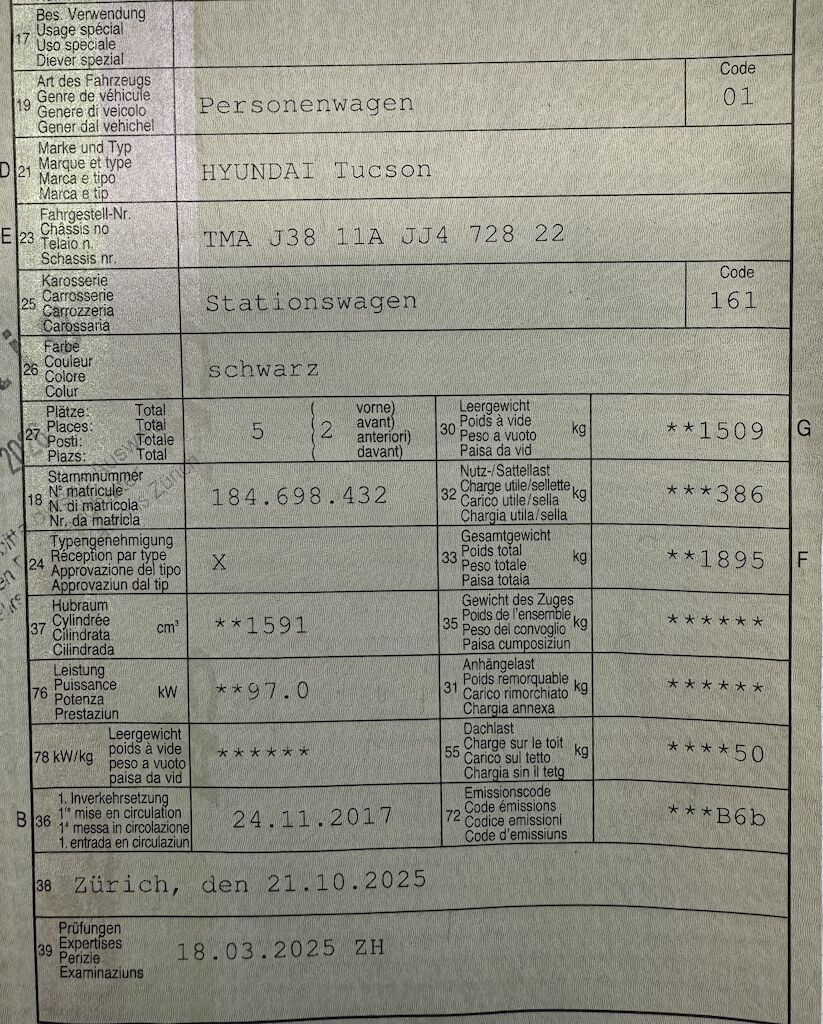 17 Bes. Verwendung
Usage spécial
Uso speciale
Diever spezial
19 Art des Fahrzeugs
Genre de véhicule
Genere di veicolo
Gener dal vehichel
Personenwagen
Code
01
D 21 Marke und Typ
Marque et type
Marca e tipo
Marca e tip
HYUNDAI Tucson
E 23 Fahrgestell-Nr.
Châssis no
Telaio n.
Schassis nr.
TMA J38 11A JJ4 728 22
25 Karosserie
Carrosserie
Carrozzeria
Carossaria
Stationswagen
Code
161
26 Farbe
Couleur
Colore
Colur
schwarz
27 Plätze: Total
Places: Total
Posti: Totale
Plazs: Total
5 ( 2 vorne)
( avant)
( anteriori)
( davant)
30 Leergewicht
Poids à vide
Peso a vuoto
Paisa da vid
kg
**1509
G
18 Stammnummer
N° matricule
N. di matricola
Nr. da matricla
184.698.432
32 Nutz-/Sattellast
Charge utile/sellette
Carico utile/sella
Chargia utila/sella
kg
***386
24 Typengenehmigung
Réception par type
Approvazione del tipo
Approvaziun dal tip
X
33 Gesamtgewicht
Poids total
Peso totale
Paisa totala
kg
**1895
F
37 Hubraum
Cylindrée
Cilindrata
Cilindrada
cm³
**1591
35 Gewicht des Zuges
Poids de l'ensemble
Peso del convoglio
Paisa cumposiziun
kg
******
76 Leistung
Puissance
Potenza
Prestaziun
kW
**97.0
31 Anhängelast
Poids remorquable
Carico rimorchiato
Chargia annexa
kg
******
78 kW/kg
Leergewicht
poids à vide
peso a vuoto
paisa da vid
******
55 Dachlast
Charge sur le toit
Carico sul tetto
Chargia sin il tetg
kg
****50
B 36 1. Inverkehrsetzung
1re mise en circulation
1a messa in circolazione
1. entrada en circulaziun
24.11.2017
72 Emissionscode
Code émissions
Codice emissioni
Code d'emissiuns
***B6b
38 Zürich, den 21.10.2025
39 Prüfungen
Expertises
Perizie
Examinaziuns
18.03.2025 ZH